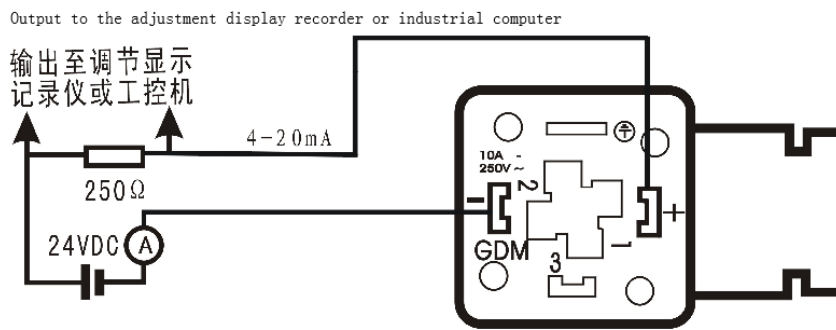 Output to the adjustment display recorder or industrial computer
输出至调节显示
记录仪或工控机
4-20mA
250Ω
24VDC
A
10A -
250V ~
-
2
+
1
GDM
3